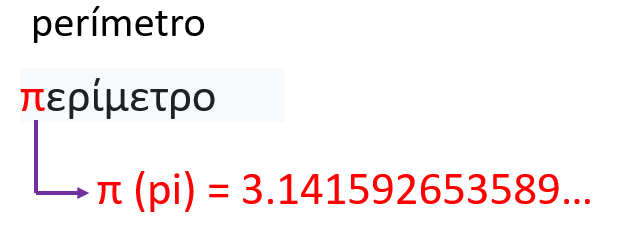 perímetro
περίμετρο
π (pi) = 3.141592653589...